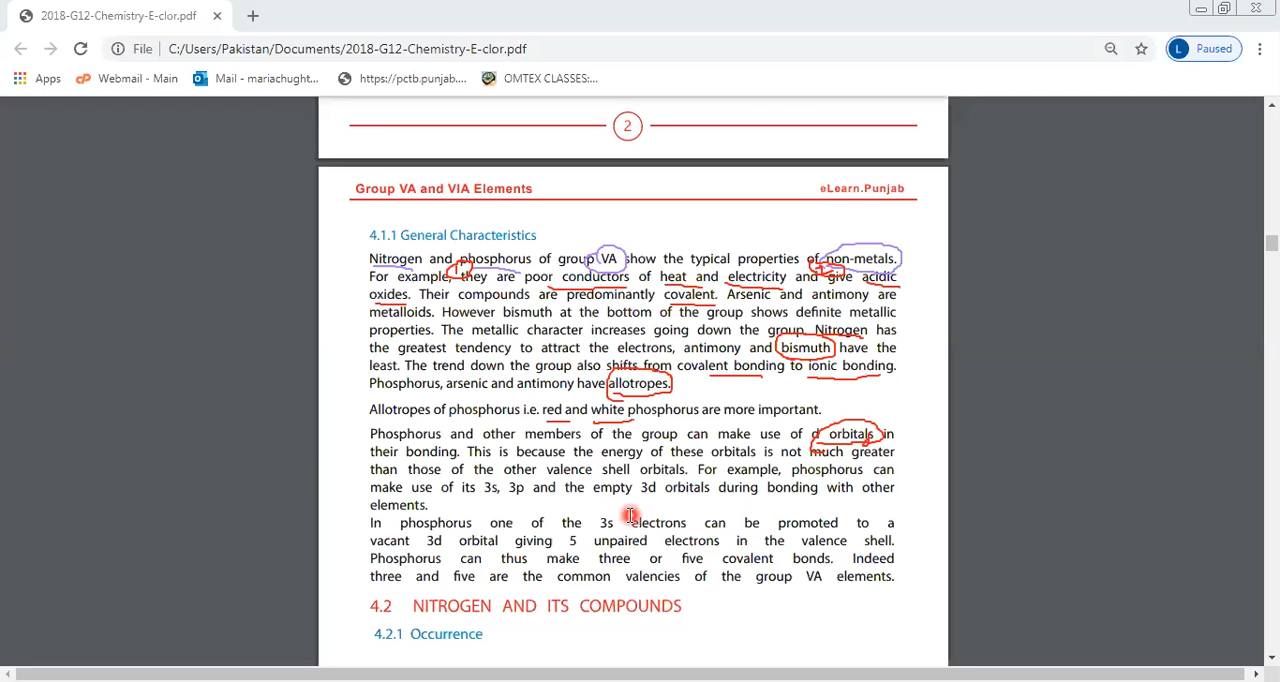 2018-G12-Chemistry-E-clor.pdf
File C:/Users/Pakistan/Documents/2018-G12-Chemistry-E-clor.pdf L Paused
Apps Webmail - Main Mail - mariachught... https://pctb.punjab.... OMTEX CLASSES:...
2
Group VA and VIA Elements eLearn.Punjab
4.1.1 General Characteristics
Nitrogen and phosphorus of group VA show the typical properties of non-metals.
For example, they are poor conductors of heat and electricity and give acidic
oxides. Their compounds are predominantly covalent. Arsenic and antimony are
metalloids. However bismuth at the bottom of the group shows definite metallic
properties. The metallic character increases going down the group. Nitrogen has
the greatest tendency to attract the electrons, antimony and bismuth have the
least. The trend down the group also shifts from covalent bonding to ionic bonding.
Phosphorus, arsenic and antimony have allotropes.
Allotropes of phosphorus i.e. red and white phosphorus are more important.
Phosphorus and other members of the group can make use of d orbitals in
their bonding. This is because the energy of these orbitals is not much greater
than those of the other valence shell orbitals. For example, phosphorus can
make use of its 3s, 3p and the empty 3d orbitals during bonding with other
elements.
In phosphorus one of the 3s electrons can be promoted to a
vacant 3d orbital giving 5 unpaired electrons in the valence shell.
Phosphorus can thus make three or five covalent bonds. Indeed
three and five are the common valencies of the group VA elements.
4.2 NITROGEN AND ITS COMPOUNDS
4.2.1 Occurrence